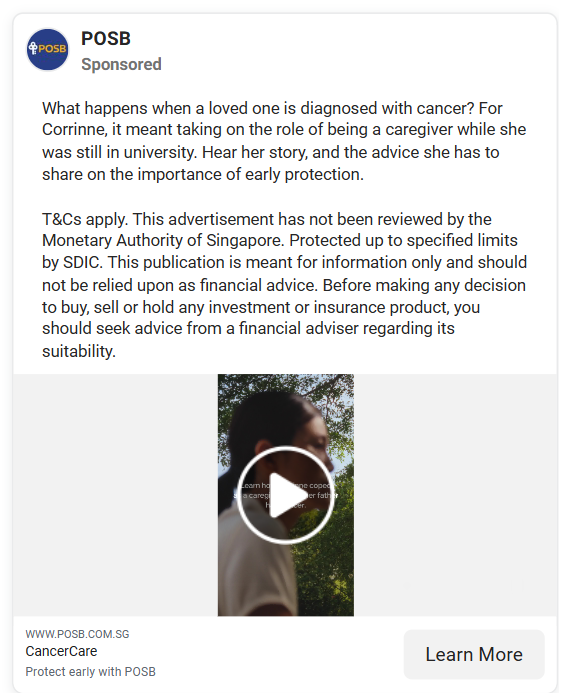 POSB
POSB
Sponsored
What happens when a loved one is diagnosed with cancer? For
Corrinne, it meant taking on the role of being a caregiver while she
was still in university. Hear her story, and the advice she has to
share on the importance of early protection.
T&Cs apply. This advertisement has not been reviewed by the
Monetary Authority of Singapore. Protected up to specified limits
by SDIC. This publication is meant for information only and should
not be relied upon as financial advice. Before making any decision
to buy, sell or hold any investment or insurance product, you
should seek advice from a financial adviser regarding its
suitability.
Learn
father
WWW.POSB.COM.SG
CancerCare
Protect early with POSB
Learn More